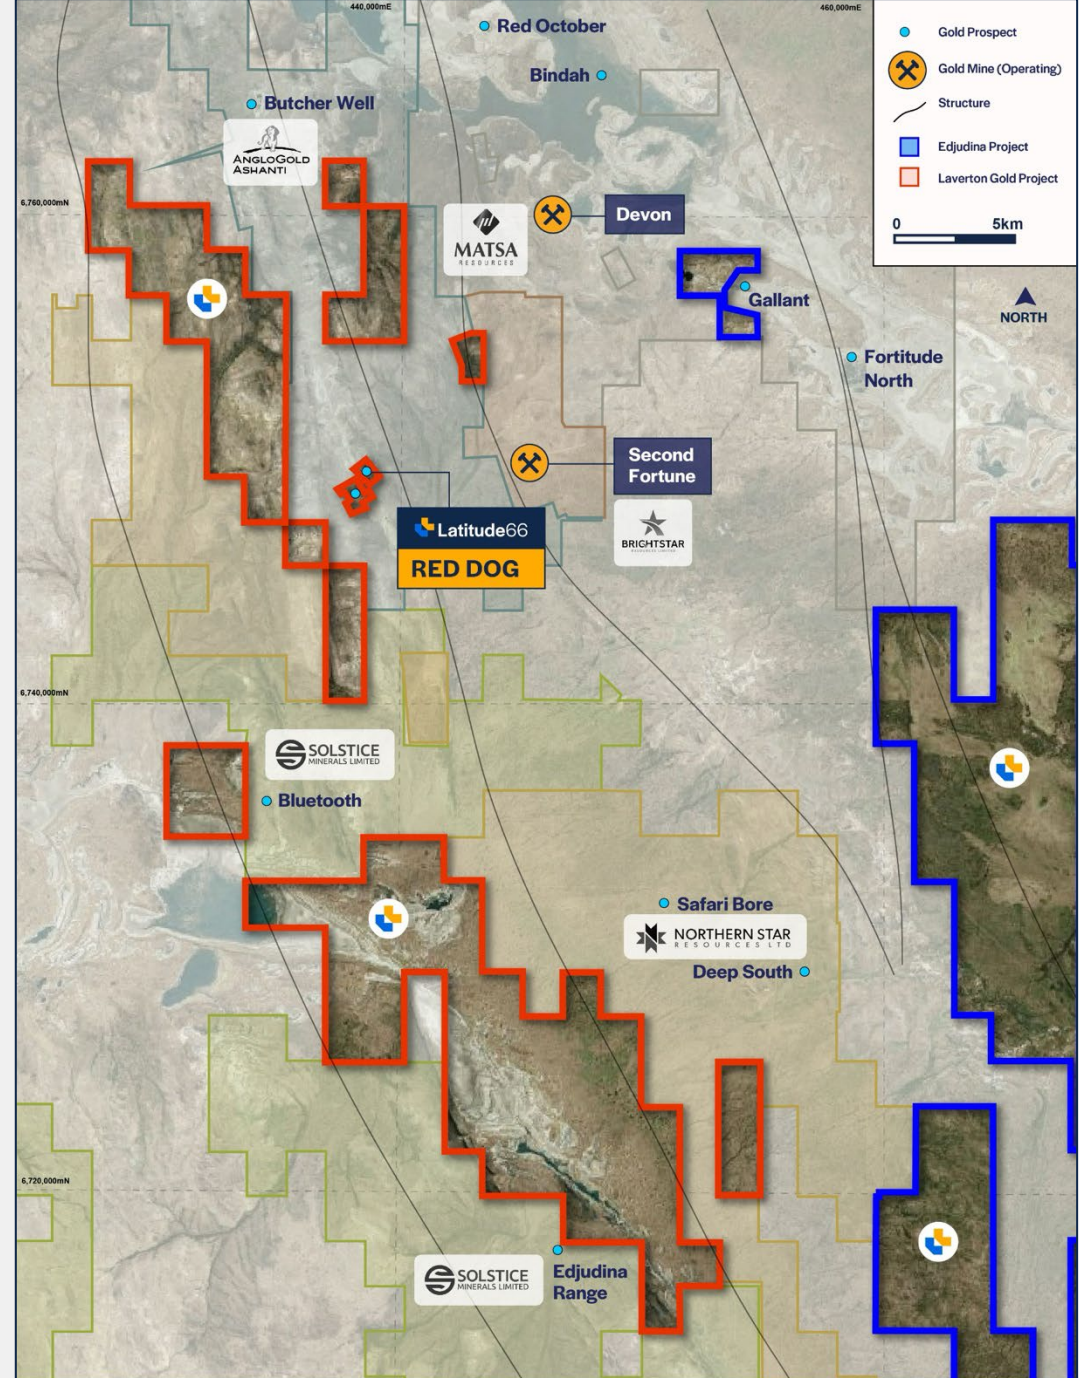 440,000mE
460,000mE
Red October
Bindah
Butcher Well
ANGLOGOLD
ASHANTI
Gold Prospect
Gold Mine (Operating)
Structure
Edjudina Project
Laverton Gold Project
0 5km
6,760,000mN
MATSA
RESOURCES
Devon
Gallant
NORTH
Fortitude
North
Second
Fortune
BRIGHTSTAR
RESOURCES LIMITED
Latitude66
RED DOG
6,740,000mN
SOLSTICE
MINERALS LIMITED
Bluetooth
Safari Bore
NORTHERN STAR
RESOURCES LTD
Deep South
6,720,000mN
SOLSTICE
MINERALS LIMITED
Edjudina
Range